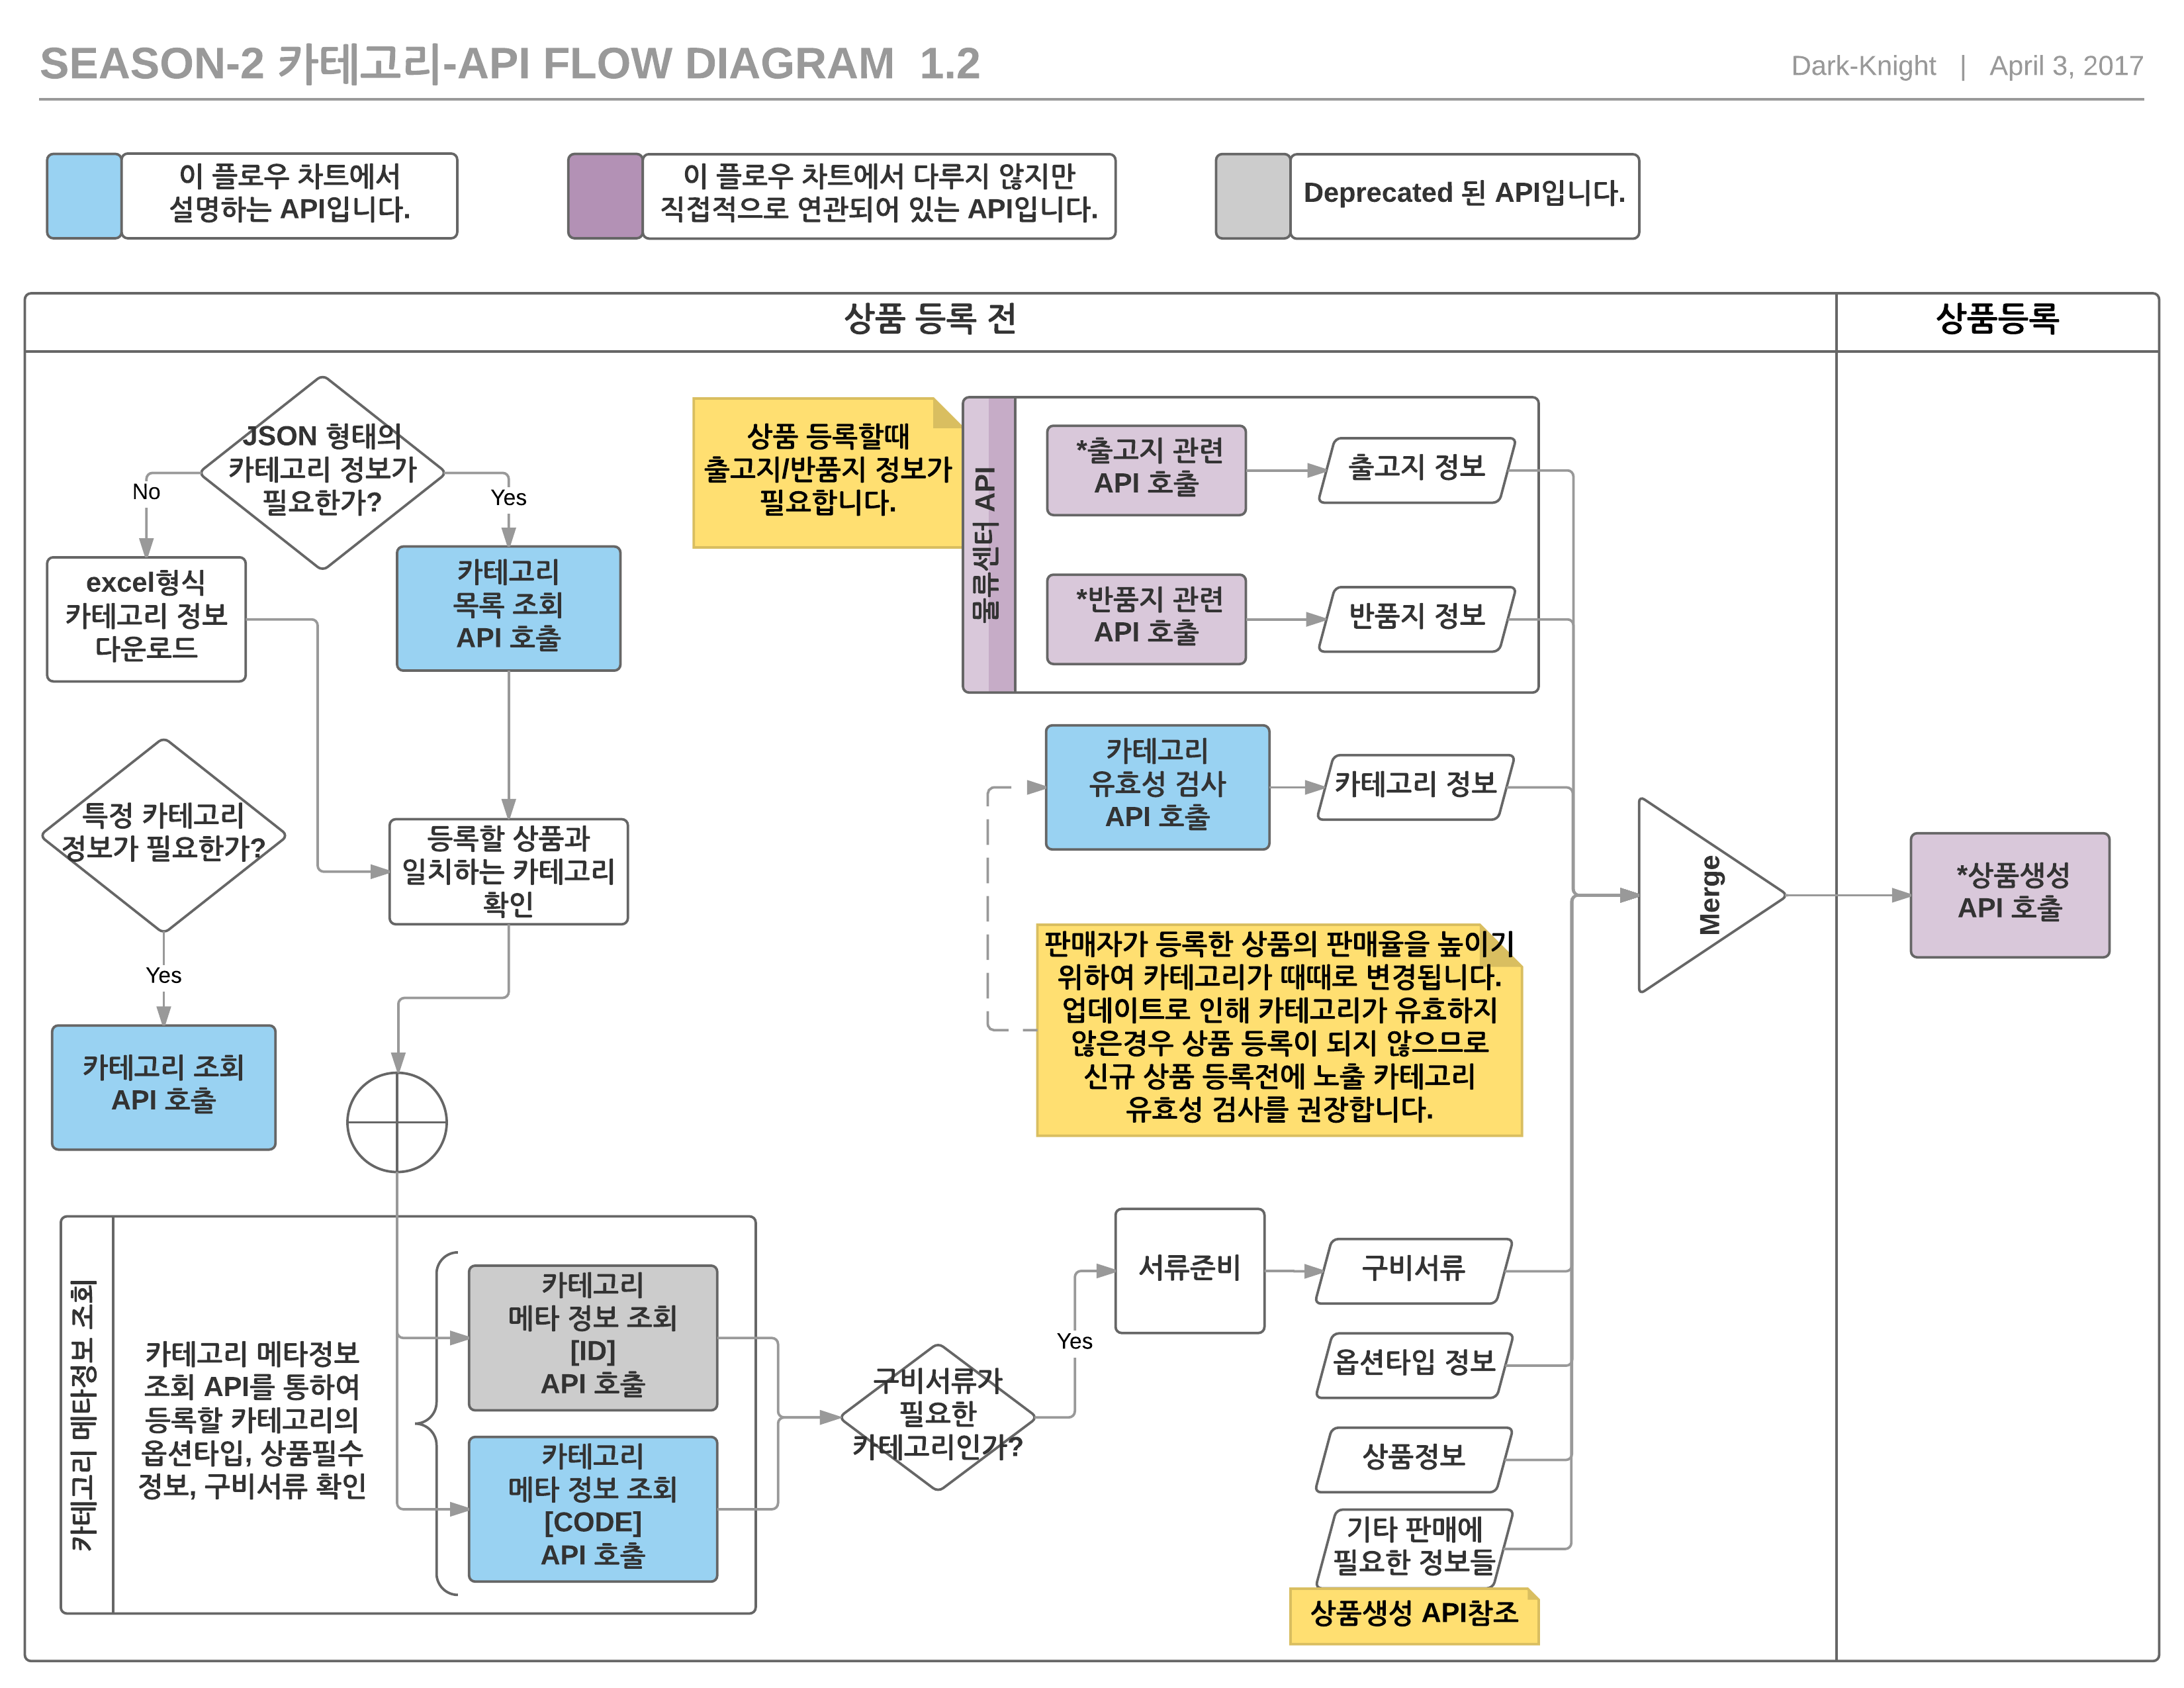 SEASON-2 카테고리-API FLOW DIAGRAM 1.2
Dark-Knight | April 3, 2017
이 플로우 차트에서
설명하는 API입니다.
이 플로우 차트에서 다루지 않지만
직접적으로 연관되어 있는 API입니다.
Deprecated 된 API입니다.
상품 등록 전
상품등록
JSON 형태의
카테고리 정보가
필요한가?
No
Yes
excel형식
카테고리 정보
다운로드
카테고리
목록 조회
API 호출
특정 카테고리
정보가 필요한가?
Yes
카테고리 조회
API 호출
등록할 상품과
일치하는 카테고리
확인
상품 등록할때
출고지/반품지 정보가
필요합니다.
물류센터 API
*출고지 관련
API 호출
출고지 정보
*반품지 관련
API 호출
반품지 정보
카테고리
유효성 검사
API 호출
카테고리 정보
판매자가 등록한 상품의 판매율을 높이기
위하여 카테고리가 때때로 변경됩니다.
업데이트로 인해 카테고리가 유효하지
않은경우 상품 등록이 되지 않으므로
신규 상품 등록전에 노출 카테고리
유효성 검사를 권장합니다.
Merge
*상품생성
API 호출
카테고리 메타정보 조회
카테고리 메타정보
조회 API를 통하여
등록할 카테고리의
옵션타입, 상품필수
정보, 구비서류 확인
카테고리
메타 정보 조회
[ID]
API 호출
카테고리
메타 정보 조회
[CODE]
API 호출
구비서류가
필요한
카테고리인가?
Yes
서류준비
구비서류
옵션타입 정보
상품정보
기타 판매에
필요한 정보들
상품생성 API참조